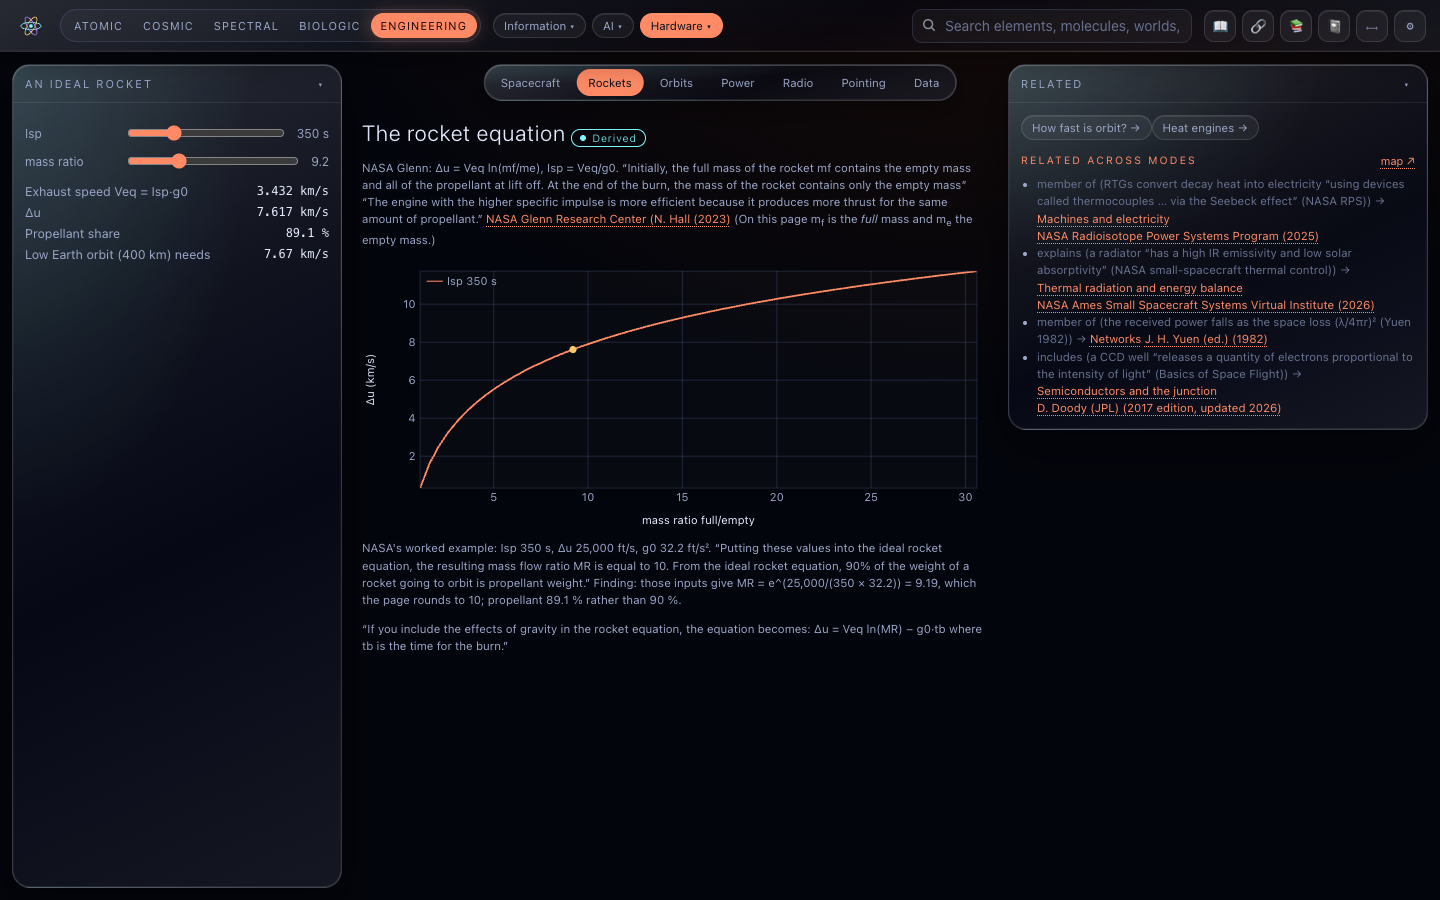 ATOMIC COSMIC SPECTRAL BIOLOGIC ENGINEERING Information ▾ AI ▾ Hardware ▾ Search elements, molecules, worlds,
AN IDEAL ROCKET
Isp 350 s
mass ratio 9.2
Exhaust speed Veq = Isp·g0 3.432 km/s
Δu 7.617 km/s
Propellant share 89.1 %
Low Earth orbit (400 km) needs 7.67 km/s
Spacecraft Rockets Orbits Power Radio Pointing Data
The rocket equation Derived
NASA Glenn: Δu = Veq ln(mf/me), Isp = Veq/g0. “Initially, the full mass of the rocket mf contains the empty mass
and all of the propellant at lift off. At the end of the burn, the mass of the rocket contains only the empty mass”
“The engine with the higher specific impulse is more efficient because it produces more thrust for the same
amount of propellant.” NASA Glenn Research Center (N. Hall (2023) (On this page mf is the full mass and me the
empty mass.)
Isp 350 s
10
8
6
4
2
Δu (km/s)
5 10 15 20 25 30
mass ratio full/empty
NASA's worked example: Isp 350 s, Δu 25,000 ft/s, g0 32.2 ft/s². “Putting these values into the ideal rocket
equation, the resulting mass flow ratio MR is equal to 10. From the ideal rocket equation, 90% of the weight of a
rocket going to orbit is propellant weight.” Finding: those inputs give MR = e^(25,000/(350 × 32.2)) = 9.19, which
the page rounds to 10; propellant 89.1 % rather than 90 %.
“If you include the effects of gravity in the rocket equation, the equation becomes: Δu = Veq ln(MR) − g0·tb where
tb is the time for the burn.”
RELATED
How fast is orbit? → Heat engines →
RELATED ACROSS MODES map ↗
• member of (RTGs convert decay heat into electricity “using devices
called thermocouples ... via the Seebeck effect” (NASA RPS)) →
Machines and electricity
NASA Radioisotope Power Systems Program (2025)
• explains (a radiator “has a high IR emissivity and low solar
absorptivity” (NASA small-spacecraft thermal control)) →
Thermal radiation and energy balance
NASA Ames Small Spacecraft Systems Virtual Institute (2026)
• member of (the received power falls as the space loss (λ/4πr)² (Yuen
1982)) → Networks J. H. Yuen (ed.) (1982)
• includes (a CCD well “releases a quantity of electrons proportional to
the intensity of light” (Basics of Space Flight)) →
Semiconductors and the junction
D. Doody (JPL) (2017 edition, updated 2026)